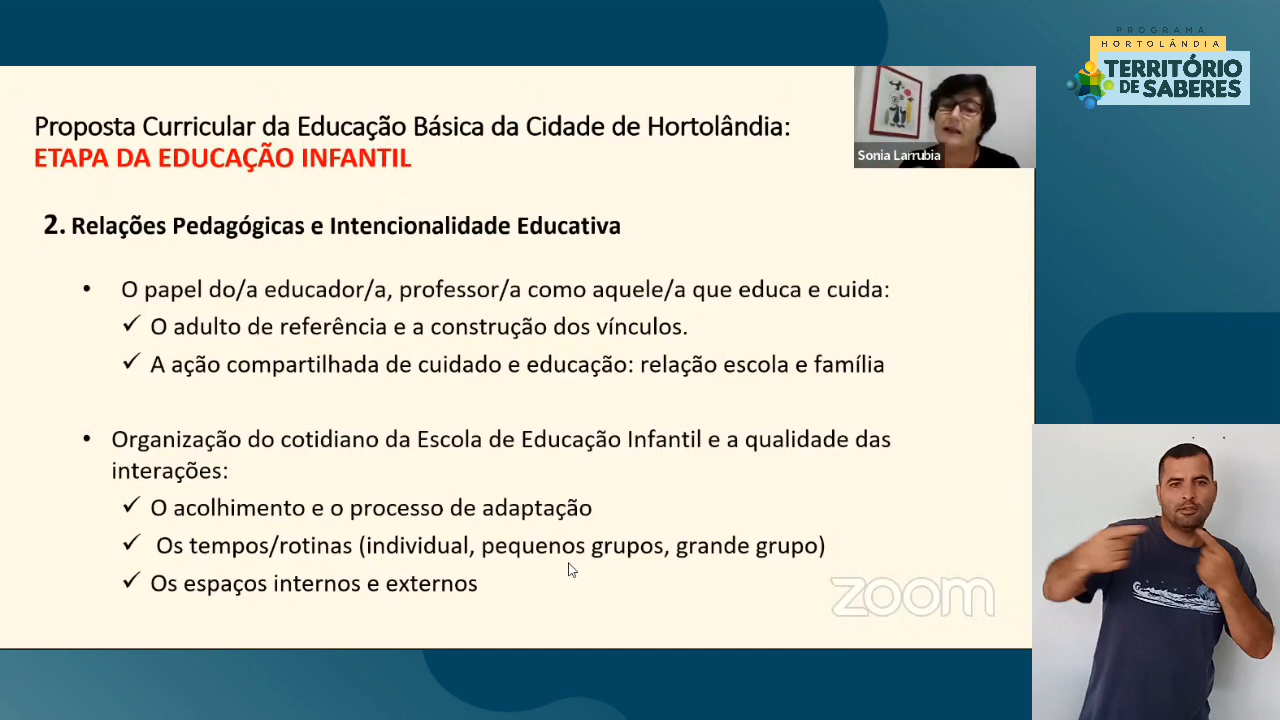 PROGRAMA
HORTOLÂNDIA
TERRITÓRIO
DE SABERES
Sonia Larrubia
Proposta Curricular da Educação Básica da Cidade de Hortolândia:
ETAPA DA EDUCAÇÃO INFANTIL
2. Relações Pedagógicas e Intencionalidade Educativa
• O papel do/a educador/a, professor/a como aquele/a que educa e cuida:
✓ O adulto de referência e a construção dos vínculos.
✓ A ação compartilhada de cuidado e educação: relação escola e família
• Organização do cotidiano da Escola de Educação Infantil e a qualidade das
interações:
✓ O acolhimento e o processo de adaptação
✓ Os tempos/rotinas (individual, pequenos grupos, grande grupo)
✓ Os espaços internos e externos
zoom